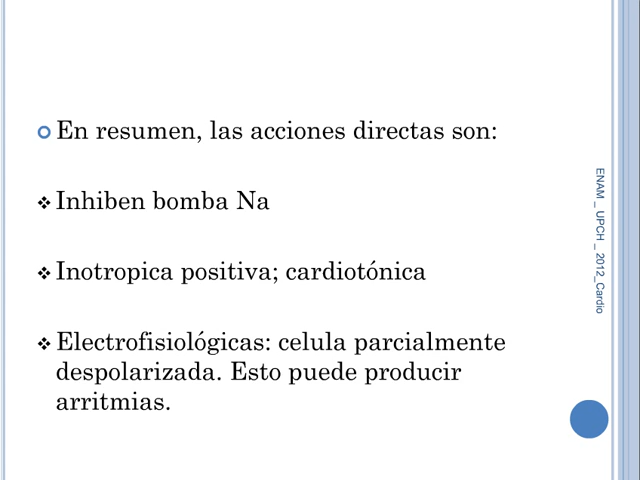 En resumen, las acciones directas son:
Inhiben bomba Na
Inotropica positiva; cardiotónica
Electrofisiológicas: celula parcialmente
despolarizada. Esto puede producir
arritmias.
ENAM _ UPCH _ 2012_Cardio